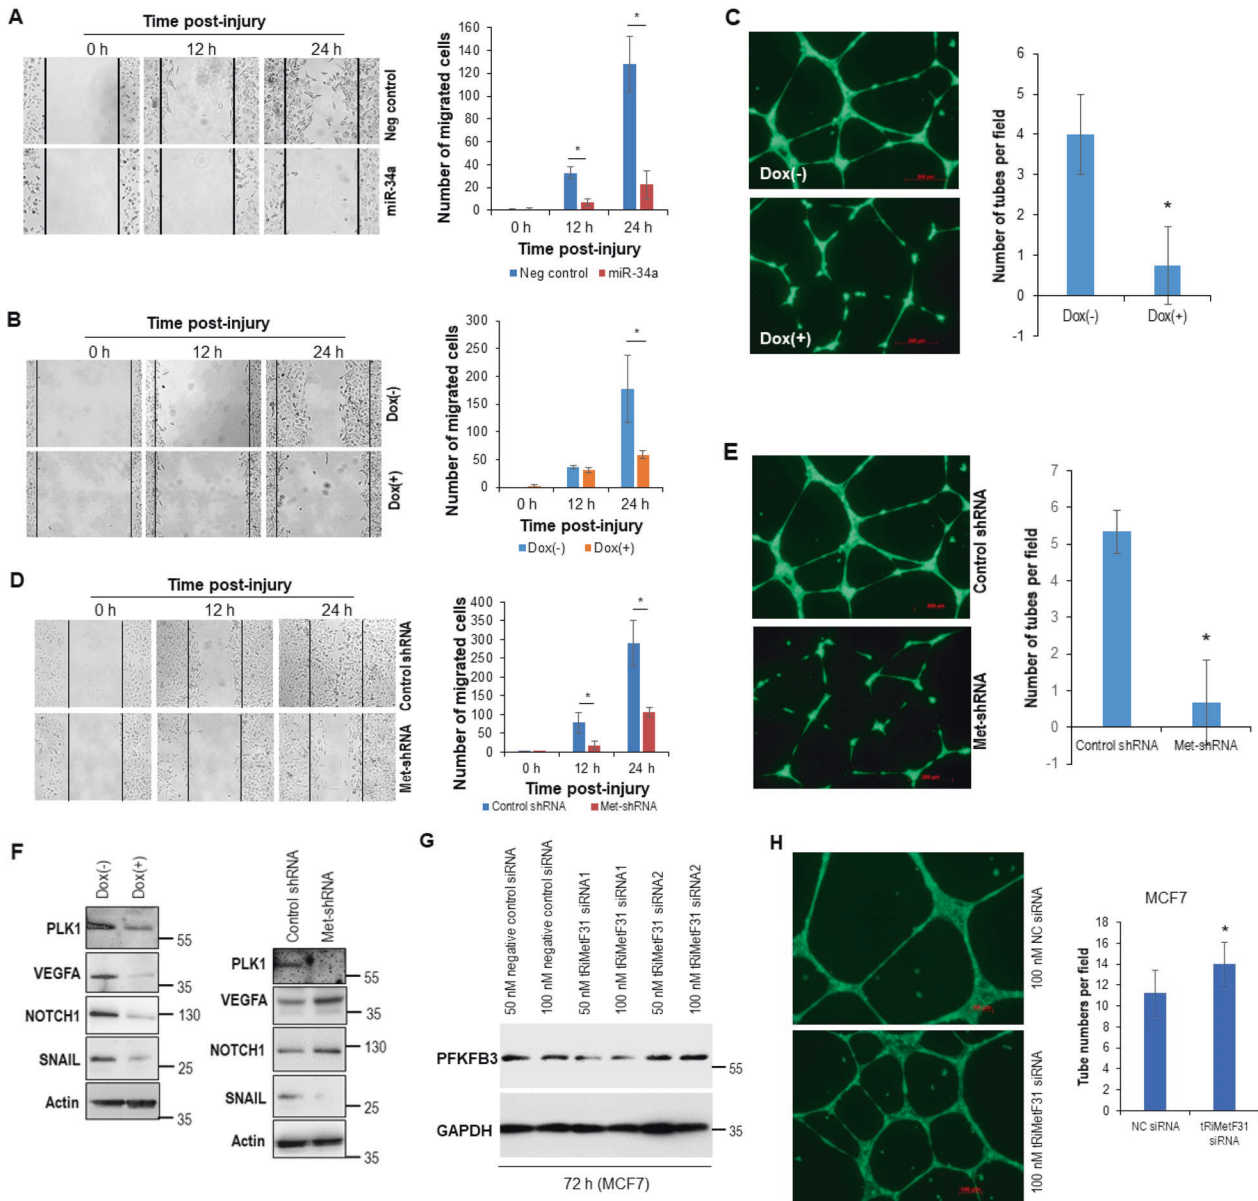 A
Time post-injury
0 h 12 h 24 h
Neg control
miR-34a
Number of migrated cells
160
140
120
100
80
60
40
20
0
*
*
0 h 12 h 24 h
Time post-injury
Neg control miR-34a
B
Time post-injury
0 h 12 h 24 h
Dox(-)
Dox(+)
Number of migrated cells
300
250
200
150
100
50
0
*
0 h 12 h 24 h
Time post-injury
Dox(-) Dox(+)
C
Dox(-)
Dox(+)
Number of tubes per field
6
5
4
3
2
1
0
-1
*
Dox(-) Dox(+)
D
Time post-injury
0 h 12 h 24 h
Control shRNA
Met-shRNA
Number of migrated cells
400
350
300
250
200
150
100
50
0
*
*
0 h 12 h 24 h
Time post-injury
Control shRNA Met-shRNA
E
Control shRNA
200 µm
Met-shRNA
Number of tubes per field
7
6
5
4
3
2
1
0
-1
*
Control shRNA Met-shRNA
F
Dox(-) Dox(+)
PLK1 55
VEGFA 35
NOTCH1 130
SNAIL 25
Actin 35
Control shRNA Met-shRNA
PLK1 55
VEGFA 35
NOTCH1 130
SNAIL 25
Actin 35
G
50 nM negative control siRNA
100 nM negative control siRNA
50 nM tRiMetF31 siRNA1
100 nM tRiMetF31 siRNA1
50 nM tRiMetF31 siRNA2
100 nM tRiMetF31 siRNA2
PFKFB3 55
GAPDH 35
72 h (MCF7)
H
100 nM NC siRNA
100 nM tRiMetF31 siRNA
MCF7
Tube numbers per field
18
16
14
12
10
8
6
4
2
0
*
NC siRNA tRiMetF31
siRNA